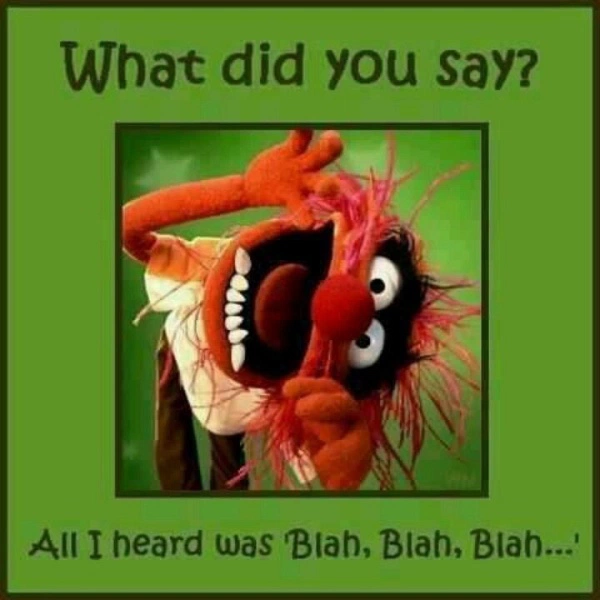 What did you say?
All I heard was 'Blah, Blah, Blah...'